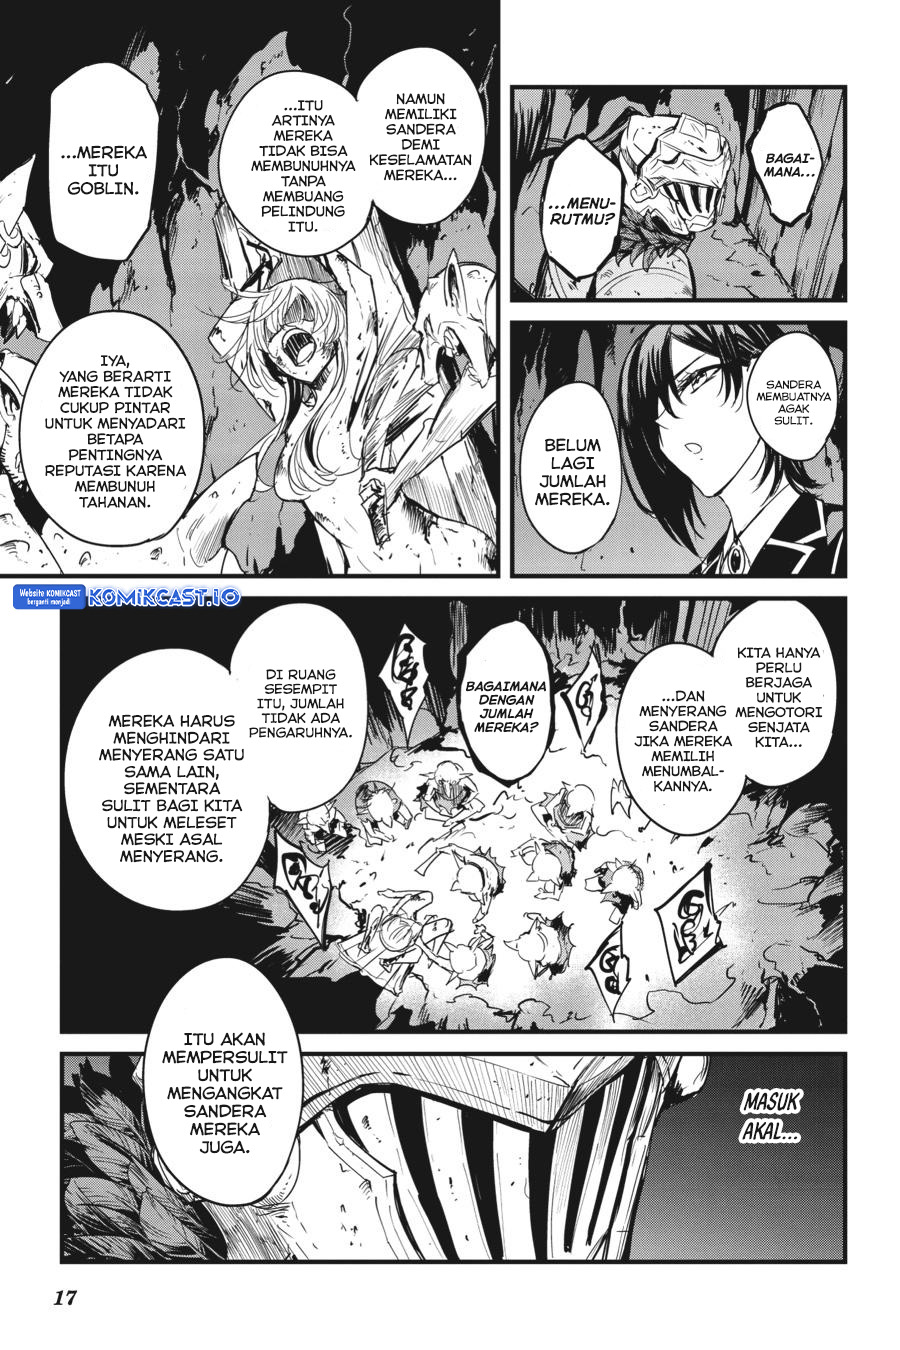 BAGAI-
MANA...
...MENU-
RUTMU?
SANDERA
MEMBUATNYA
AGAK
SULIT.
BELUM
LAGI
JUMLAH
MEREKA.
NAMUN
MEMILIKI
SANDERA
DEMI
KESELAMATAN
MEREKA...
...ITU
ARTINYA
MEREKA
TIDAK BISA
MEMBUNUHNYA
TANPA
MEMBUANG
PELINDUNG
ITU.
...MEREKA
ITU
GOBLIN.
IYA,
YANG BERARTI
MEREKA TIDAK
CUKUP PINTAR
UNTUK MENYADARI
BETAPA
PENTINGNYA
REPUTASI KARENA
MEMBUNUH
TAHANAN.
Website KOMIKCAST
berganti menjadi
KOMIKCAST.IO
KITA HANYA
PERLU
BERJAGA
UNTUK
MENGOTORI
SENJATA
KITA...
...DAN
MENYERANG
SANDERA
JIKA MEREKA
MEMILIH
MENUMBAL-
KANNYA.
BAGAIMANA
DENGAN
JUMLAH
MEREKA?
DI RUANG
SESEMPIT
ITU, JUMLAH
TIDAK ADA
PENGARUHNYA.
MEREKA HARUS
MENGHINDARI
MENYERANG SATU
SAMA LAIN,
SEMENTARA
SULIT BAGI KITA
UNTUK MELESET
MESKI ASAL
MENYERANG.
MASUK
AKAL...
ITU AKAN
MEMPERSULIT
UNTUK
MENGANGKAT
SANDERA
MEREKA
JUGA.
17